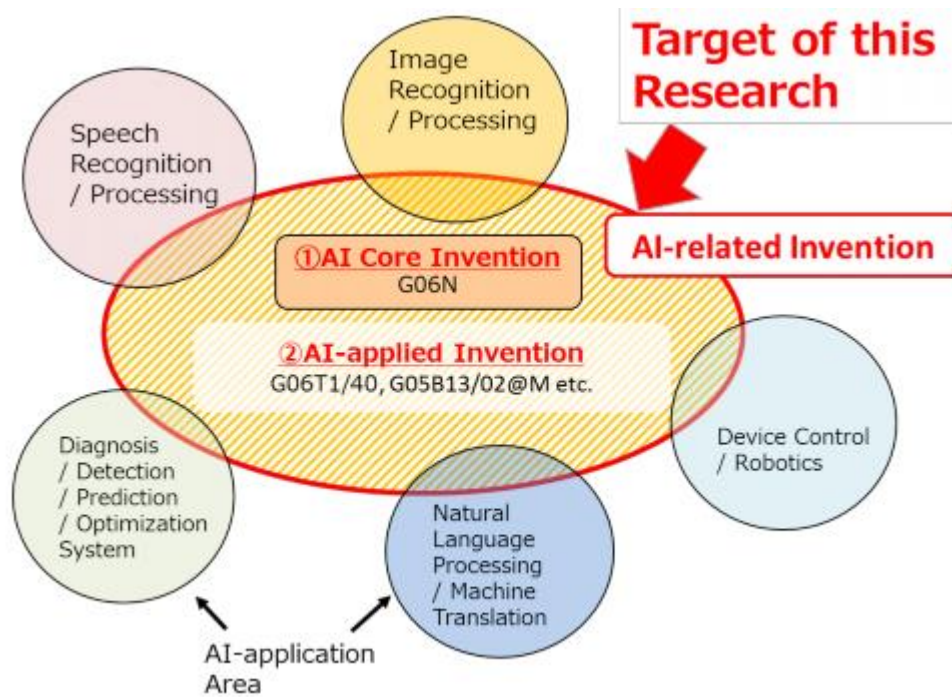 Target of this
Research
Image
Recognition
/ Processing
Speech
Recognition
/ Processing
AI-related Invention
①AI Core Invention
G06N
②AI-applied Invention
G06T1/40, G05B13/02@M etc.
Device Control
/ Robotics
Diagnosis
/ Detection
/ Prediction
/ Optimization
System
Natural
Language
Processing
/ Machine
Translation
AI-application
Area